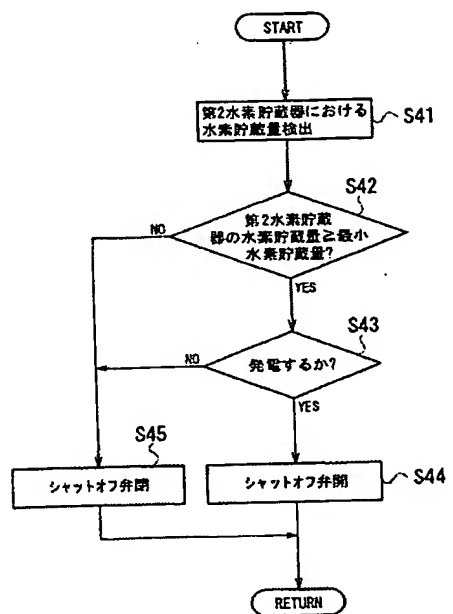 START
第2水素貯蔵器における
水素貯蔵量検出
S41
S42
第2水素貯蔵
器の水素貯蔵量≧最小
水素貯蔵量?
NO
YES
S43
発電するか?
NO
YES
S45
シャットオフ弁閉
シャットオフ弁開
S44
RETURN